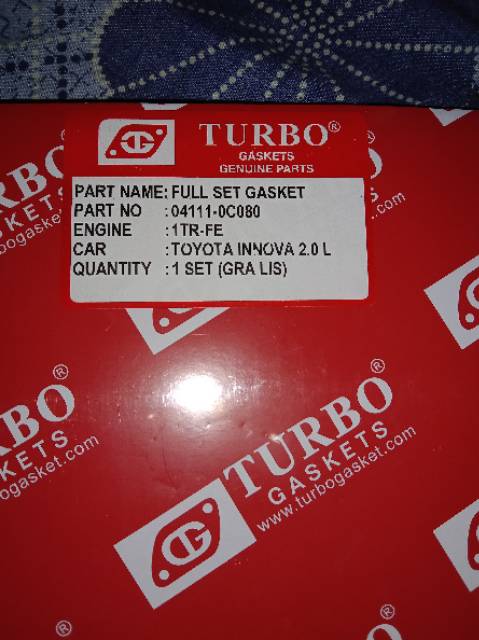 TURBO®
GASKETS
GENUINE PARTS
PART NAME: FULL SET GASKET
PART NO : 04111-0C080
ENGINE : 1TR-FE
CAR : TOYOTA INNOVA 2.0 L
QUANTITY : 1 SET (GRA LIS)
TURBO®
GASKETS
www.turbogasket.com
TURBO®
GASKETS
www.turbogasket.com